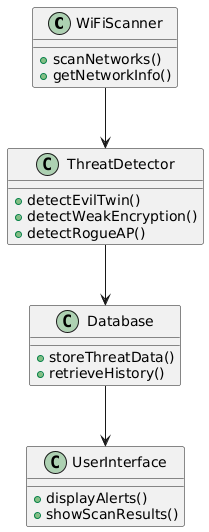 C WiFiScanner
scanNetworks()
getNetworkInfo()
C ThreatDetector
detectEvilTwin()
detectWeakEncryption()
detectRogueAP()
C Database
storeThreatData()
retrieveHistory()
C UserInterface
displayAlerts()
showScanResults()